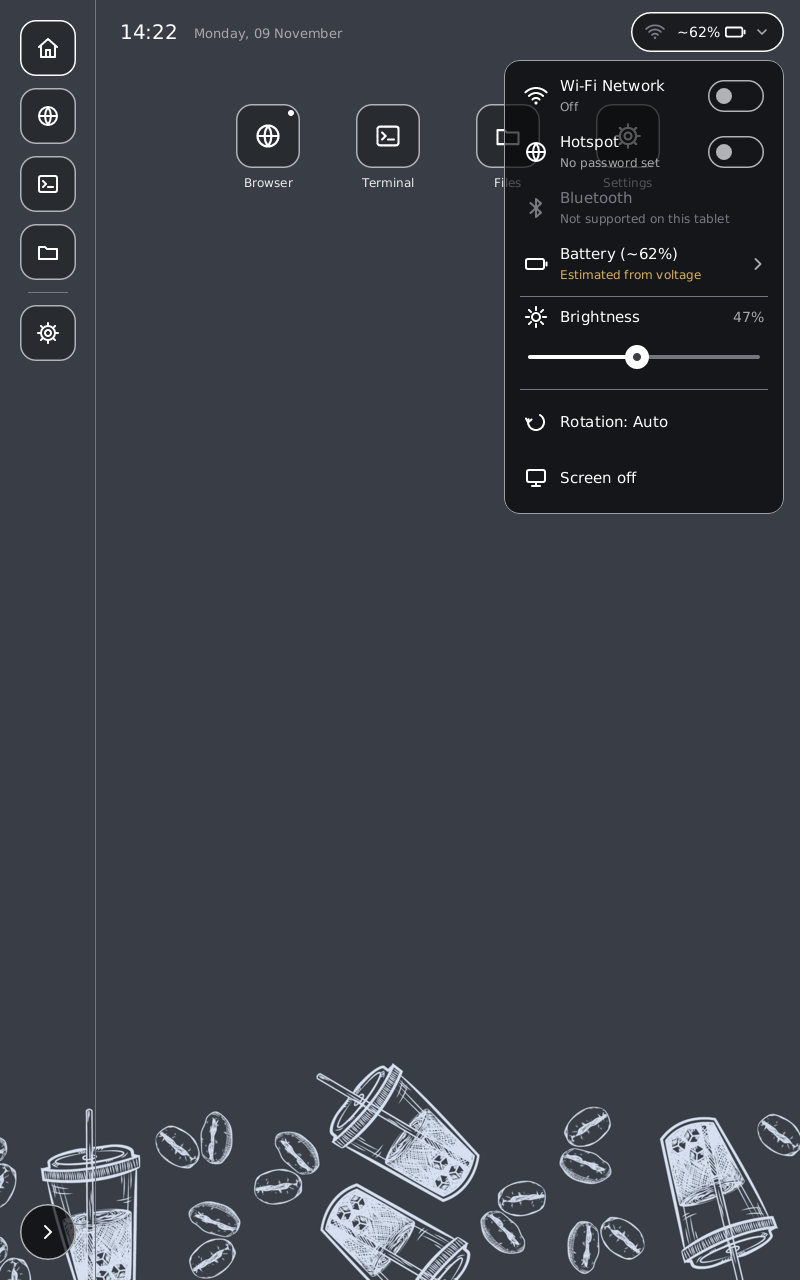 14:22 Monday, 09 November
~62%
Wi-Fi Network
Off
Hotspot
No password set
Bluetooth
Not supported on this tablet
Battery (~62%)
Estimated from voltage
Brightness 47%
Rotation: Auto
Screen off
Browser Terminal Files Settings